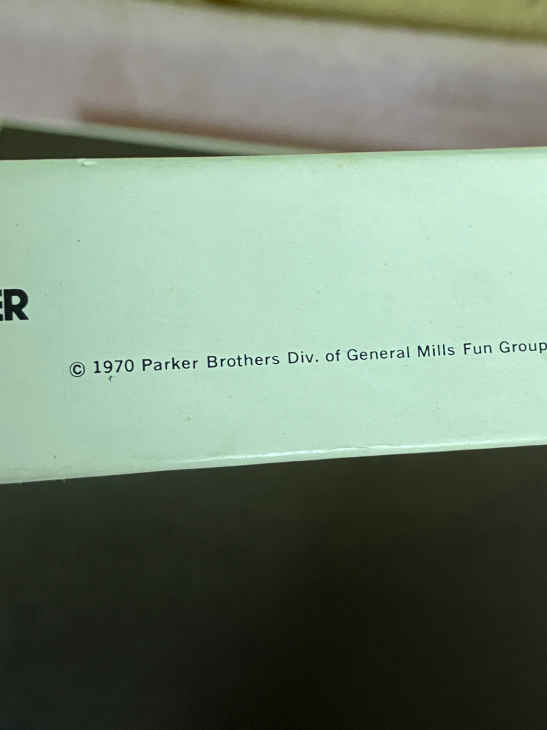 ER
© 1970 Parker Brothers Div. of General Mills Fun Group